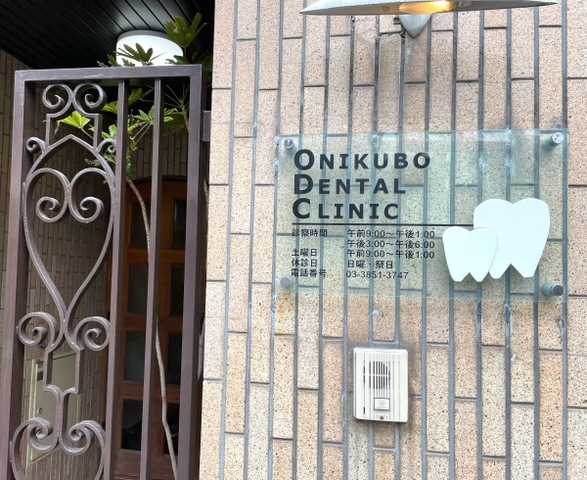 ONIKUBO
DENTAL
CLINIC
診察時間 午前9:00～午後1:00
午後3:00～午後6:00
土曜日 午前9:00～午後1:00
休診日 日曜・祭日
電話番号 03-3851-3747